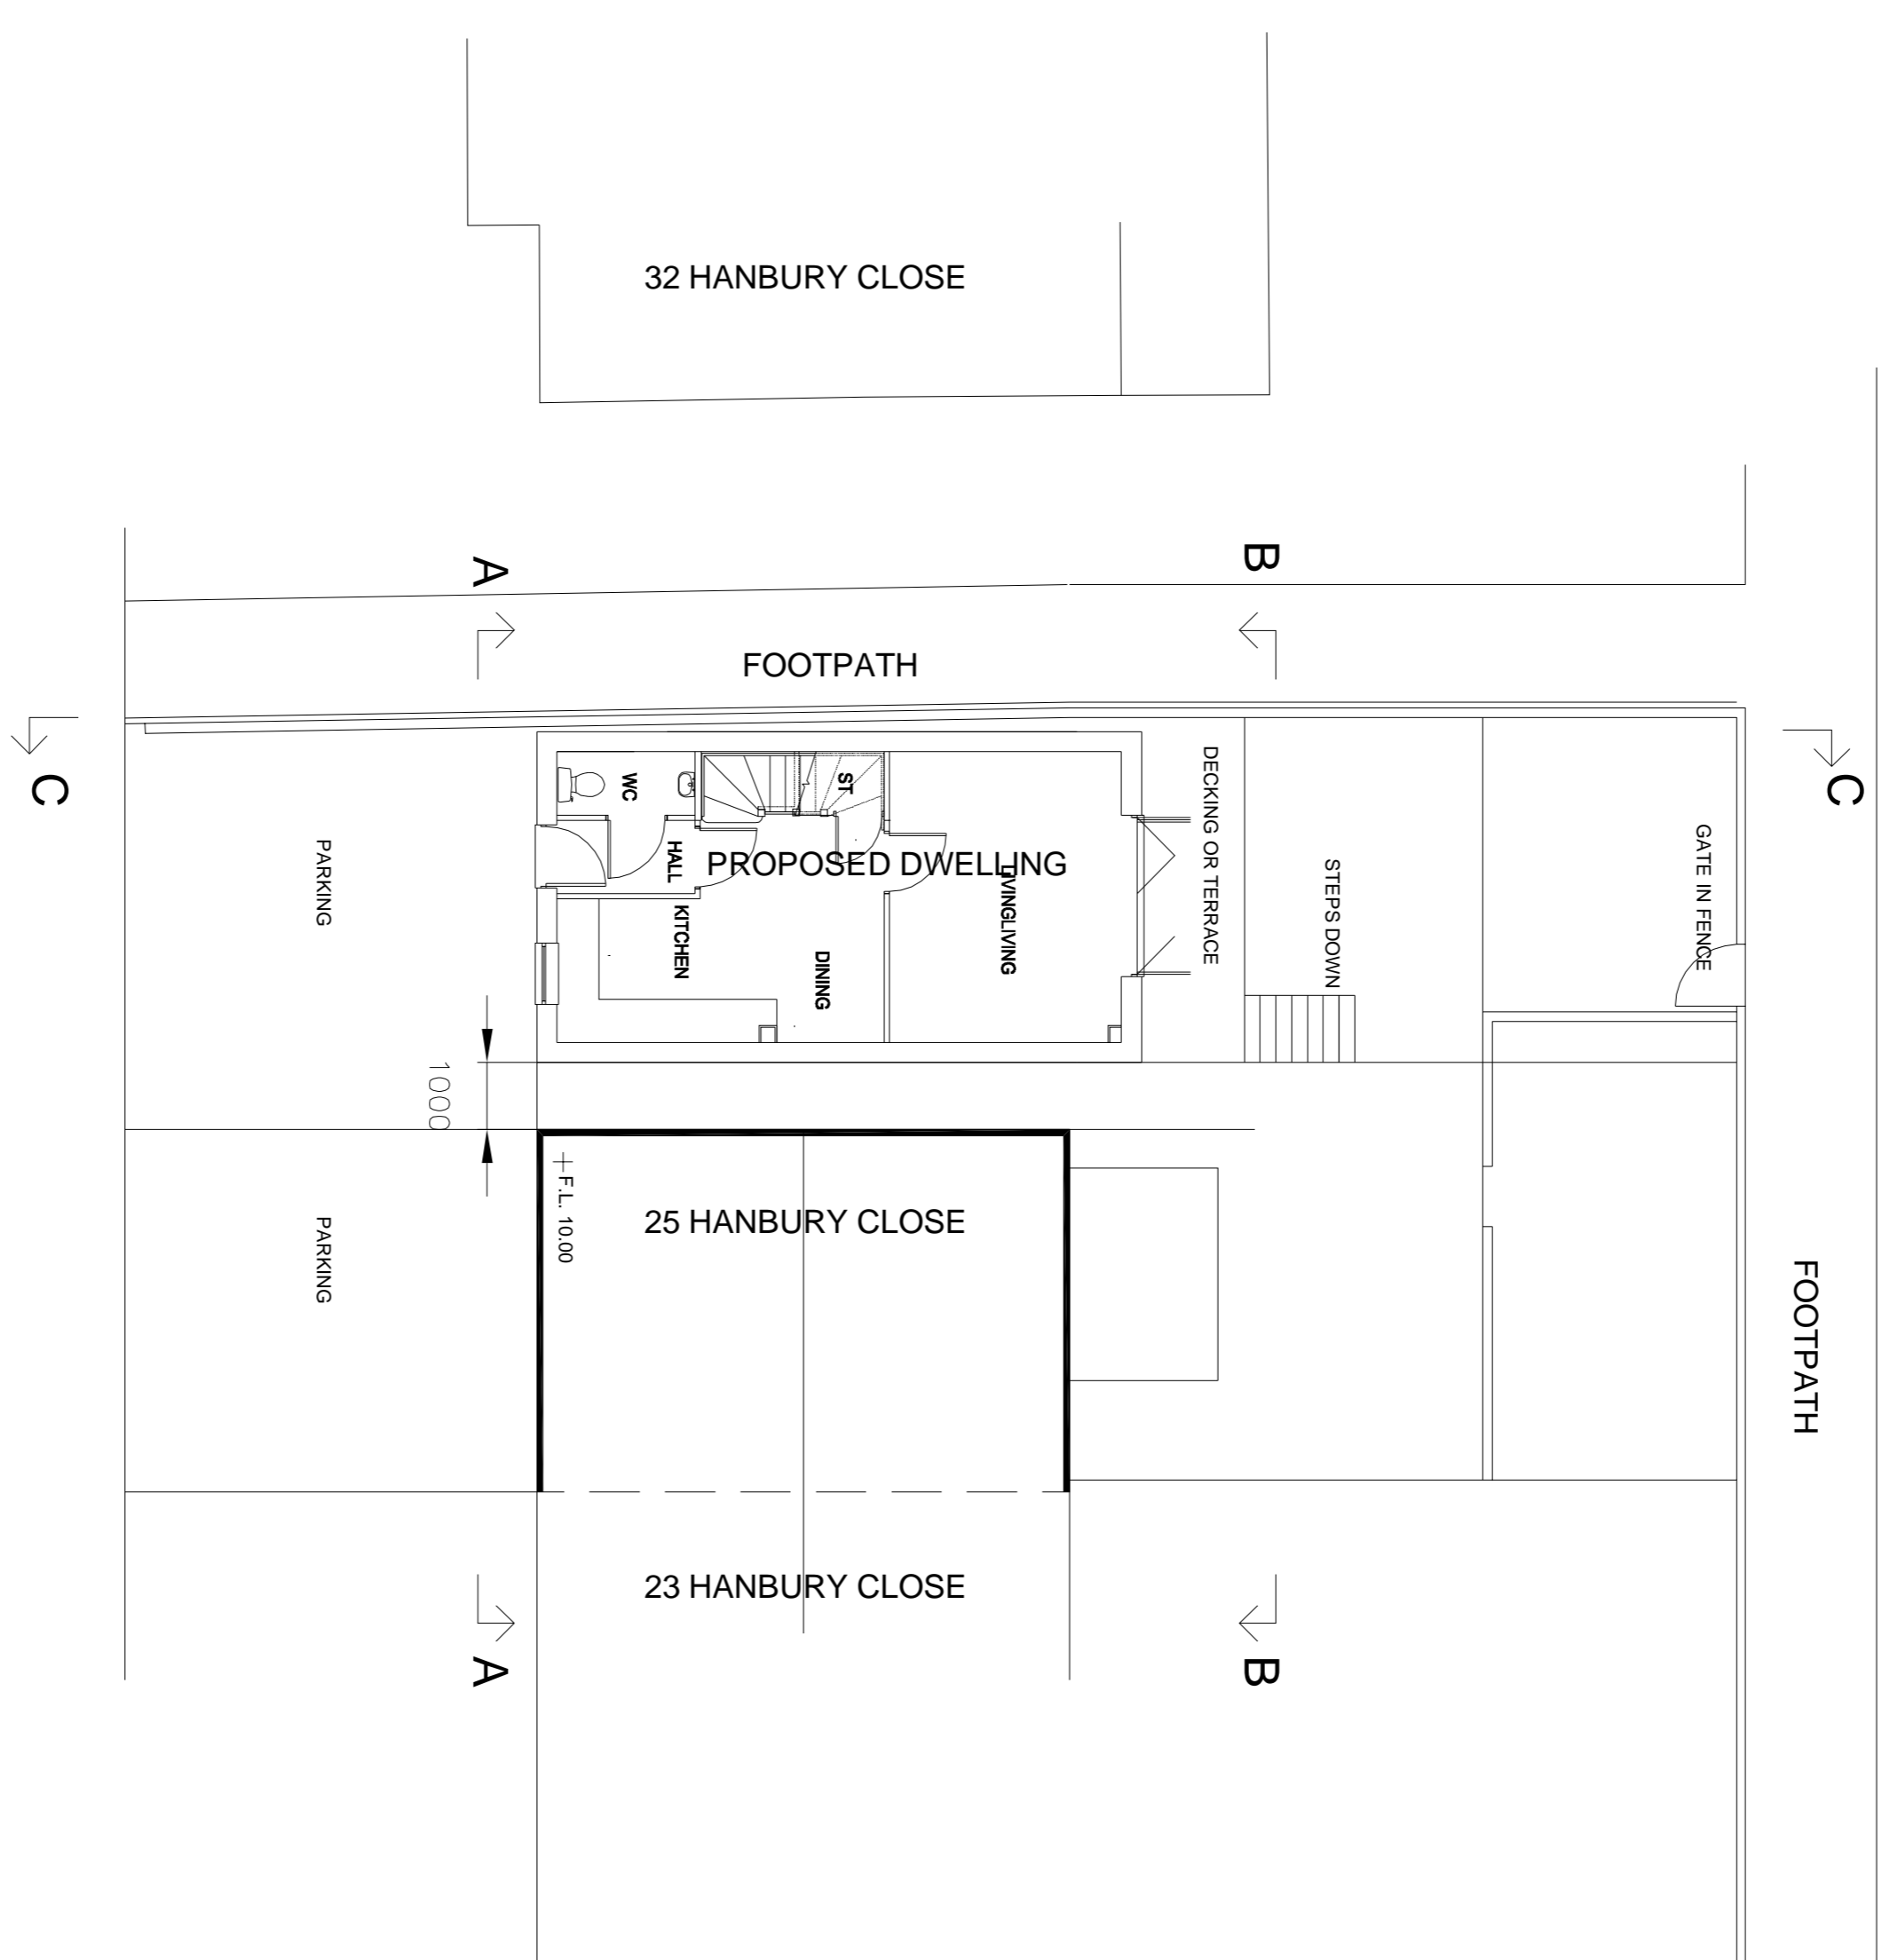 32 HANBURY CLOSE
A
B
FOOTPATH
C
C
WC
ST
HALL
PROPOSED DWELLING
KITCHEN
DINING
LIVINGLIVING
DECKING OR TERRACE
STEPS DOWN
GATE IN FENCE
PARKING
1000
F.L. 10.00
25 HANBURY CLOSE
PARKING
FOOTPATH
23 HANBURY CLOSE
A
B